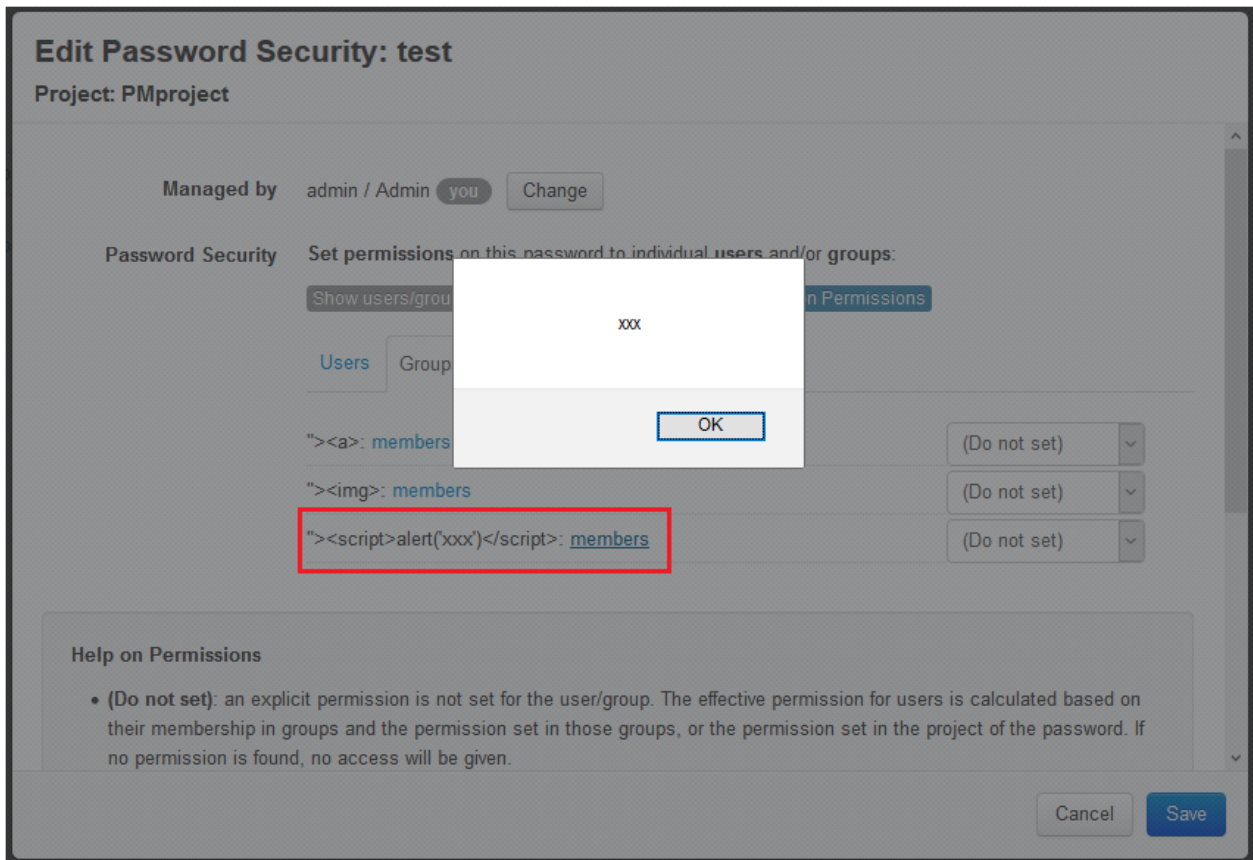 Edit Password Security: test
Project: PMproject
Managed by admin / Admin you Change
Password Security Set permissions on this password to individual users and/or groups:
Show users/grou n Permissions
xxx
OK
Users Group
"><a>: members (Do not set)
"><img>: members (Do not set)
"><script>alert('xxx')</script>: members (Do not set)
Help on Permissions
• (Do not set): an explicit permission is not set for the user/group. The effective permission for users is calculated based on
their membership in groups and the permission set in those groups, or the permission set in the project of the password. If
no permission is found, no access will be given.
Cancel Save